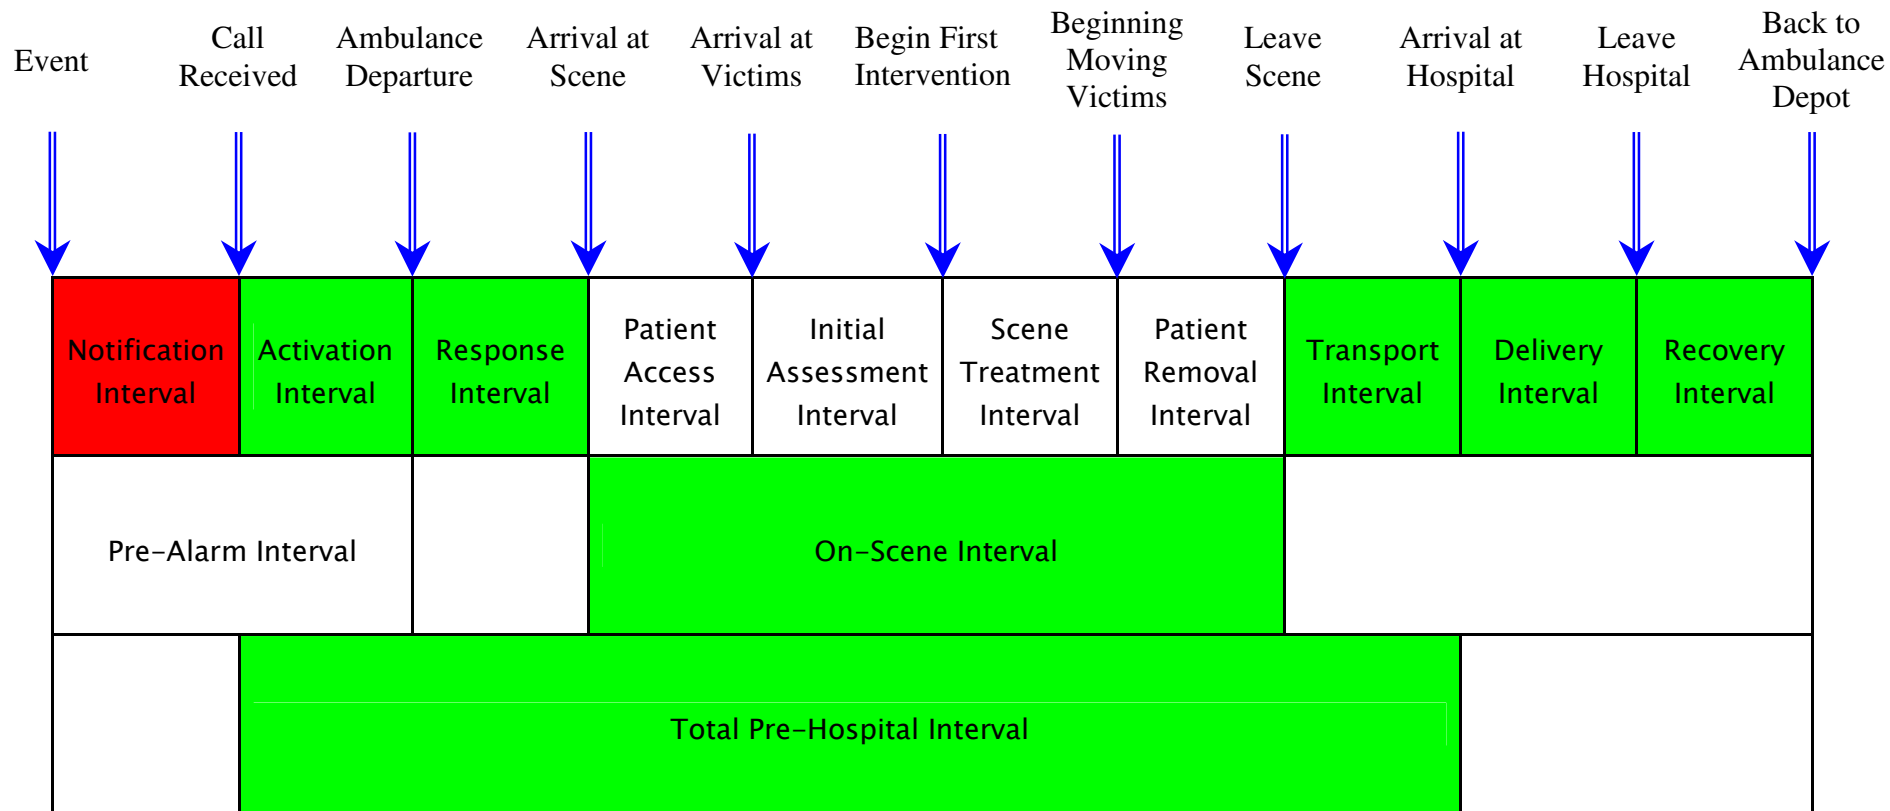 Event
Call
Received
Ambulance
Departure
Arrival at
Scene
Arrival at
Victims
Begin First
Intervention
Beginning
Moving
Victims
Leave
Scene
Arrival at
Hospital
Leave
Hospital
Back to
Ambulance
Depot
Notification
Interval
Activation
Interval
Response
Interval
Patient
Access
Interval
Initial
Assessment
Interval
Scene
Treatment
Interval
Patient
Removal
Interval
Transport
Interval
Delivery
Interval
Recovery
Interval
Pre-Alarm Interval
On-Scene Interval
Total Pre-Hospital Interval